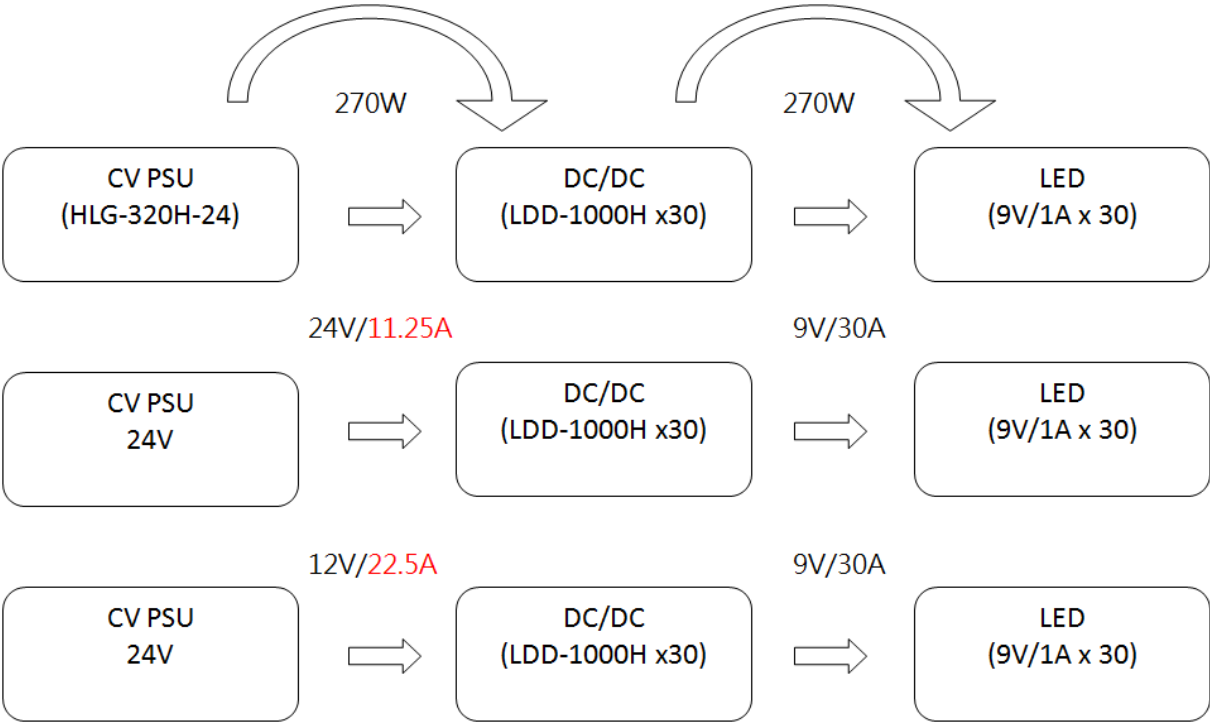 270W
270W
CV PSU
(HLG-320H-24)
DC/DC
(LDD-1000H x30)
LED
(9V/1A x 30)
24V/11.25A
9V/30A
CV PSU
24V
DC/DC
(LDD-1000H x30)
LED
(9V/1A x 30)
12V/22.5A
9V/30A
CV PSU
24V
DC/DC
(LDD-1000H x30)
LED
(9V/1A x 30)